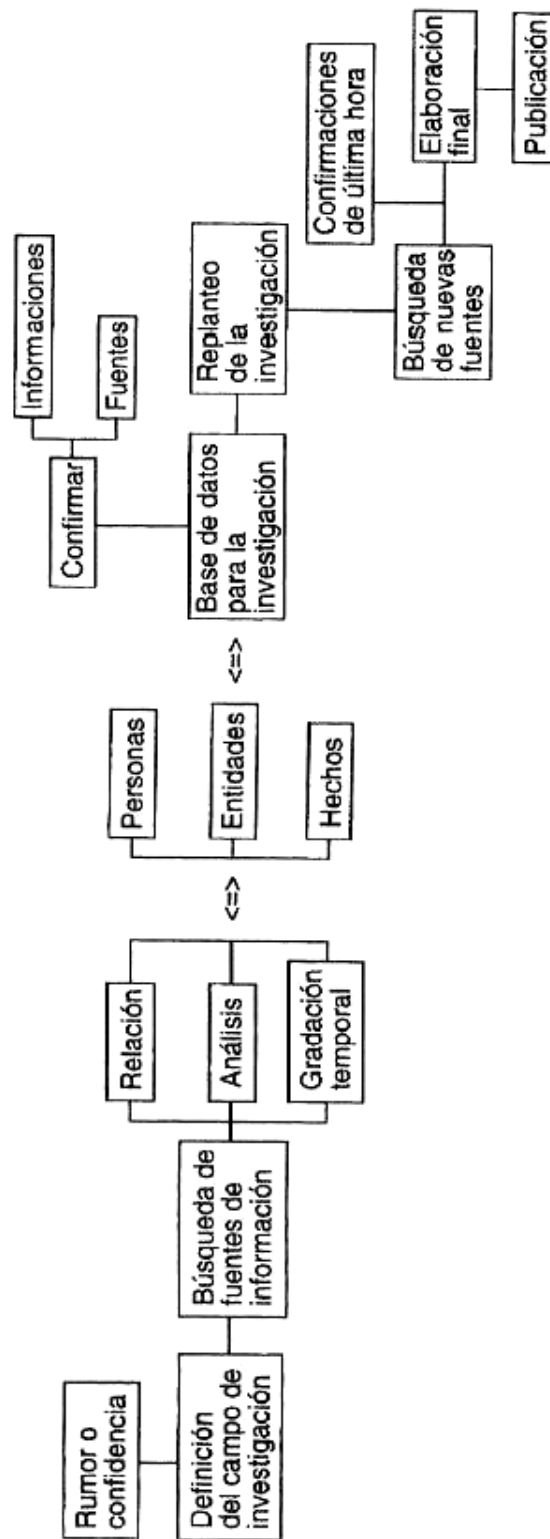 Rumor o
confidencia
Definición
del campo de
investigación
Búsqueda de
fuentes de
información
Relación
Análisis
Gradación
temporal
<=>
Personas
Entidades
Hechos
<=>
Confirmar
Informaciones
Fuentes
Base de datos
para la
investigación
Replanteo
de la
investigación
Búsqueda
de nuevas
fuentes
Confirmaciones
de última hora
Elaboración
final
Publicación